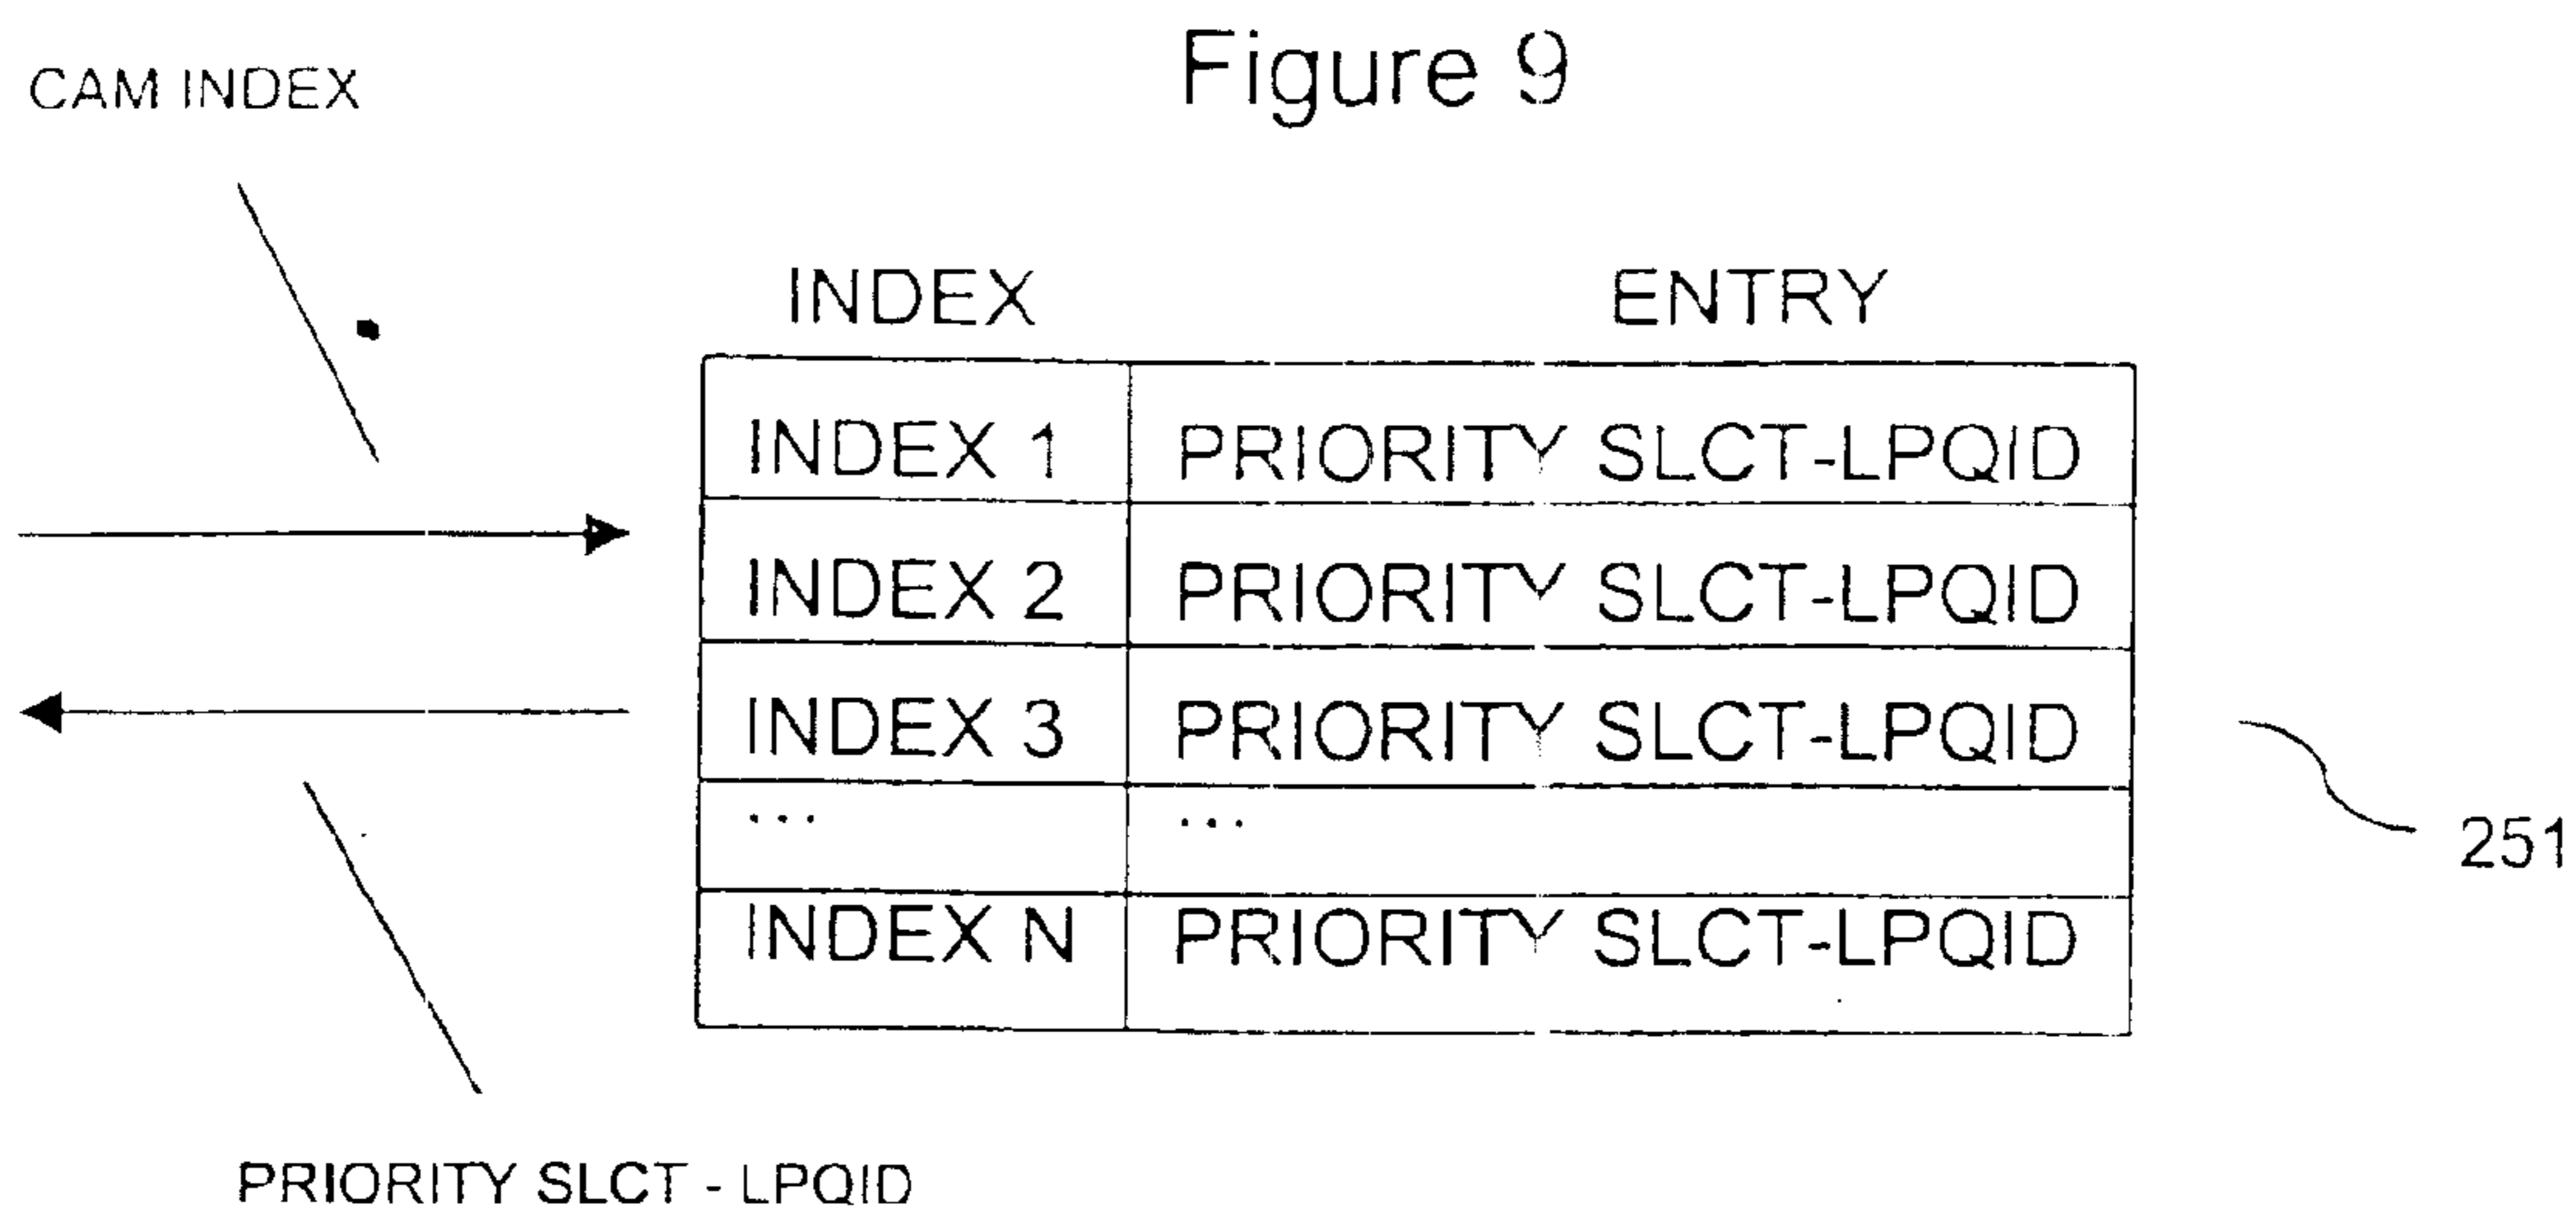 Figure 9
CAM INDEX
INDEX ENTRY
INDEX 1 PRIORITY SLCT-LPQID
INDEX 2 PRIORITY SLCT-LPQID
INDEX 3 PRIORITY SLCT-LPQID
... ...
INDEX N PRIORITY SLCT-LPQID
251
PRIORITY SLCT - LPQID